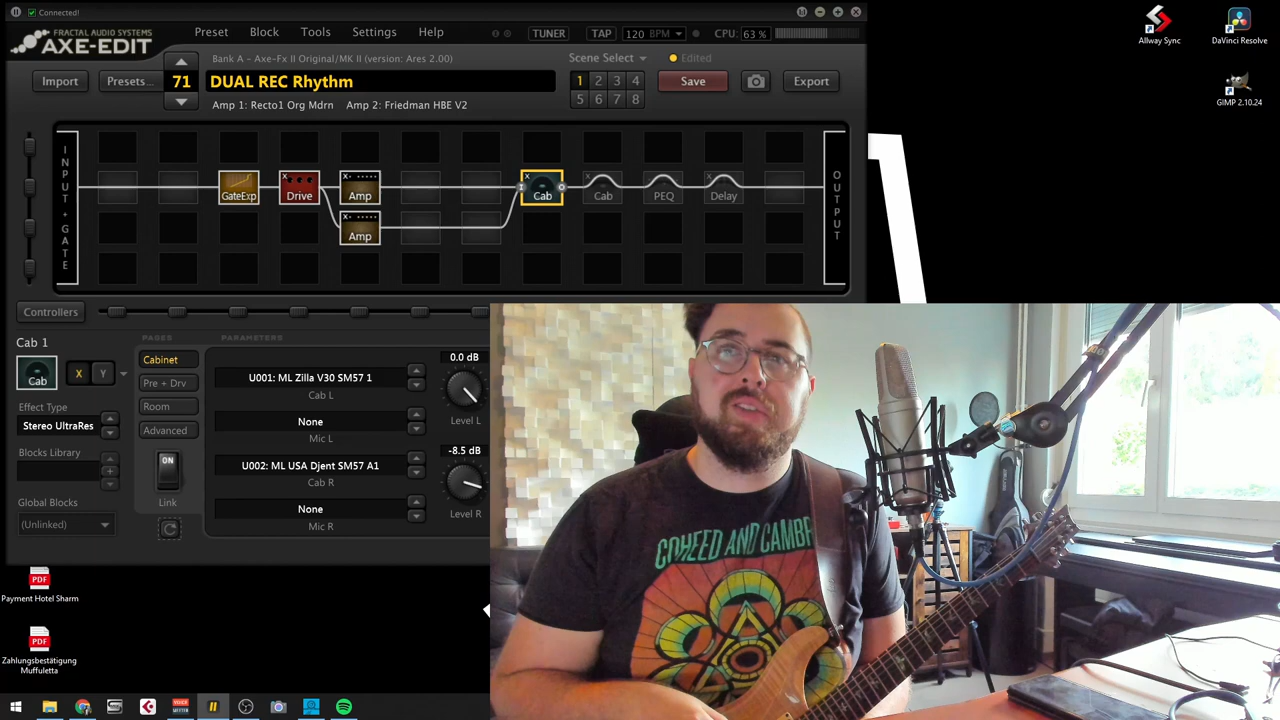 Connected!
FRACTAL AUDIO SYSTEMS
AXE-EDIT
Preset Block Tools Settings Help
TUNER TAP 120 BPM CPU: 63 %
Bank A - Axe-Fx II Original/MK II (version: Ares 2.00)
Scene Select Edited
Import Presets... 71 DUAL REC Rhythm 1 2 3 4 Save Export
5 6 7 8
Amp 1: Recto1 Org Mdrn Amp 2: Friedman HBE V2
INPUT + GATE
GateExp X Drive X Amp X Cab X Cab PEQ Delay
X Amp
OUTPUT
Controllers
Cab 1
Cab X Y
Effect Type
Stereo UltraRes
Blocks Library
Global Blocks
(Unlinked)
PAGES
Cabinet
Pre + Drv
Room
Advanced
ON
Link
PARAMETERS
U001: ML Zilla V30 SM57 1
Cab L
None
Mic L
U002: ML USA Djent SM57 A1
Cab R
None
Mic R
0.0 dB
Level L
-8.5 dB
Level R
Allway Sync
DaVinci Resolve
GIMP 2.10.24
PDF
Payment Hotel Sharm
PDF
Zahlungsbestätigung
Muffuletta
COHEED AND CAMBR
VOICE
MEETER